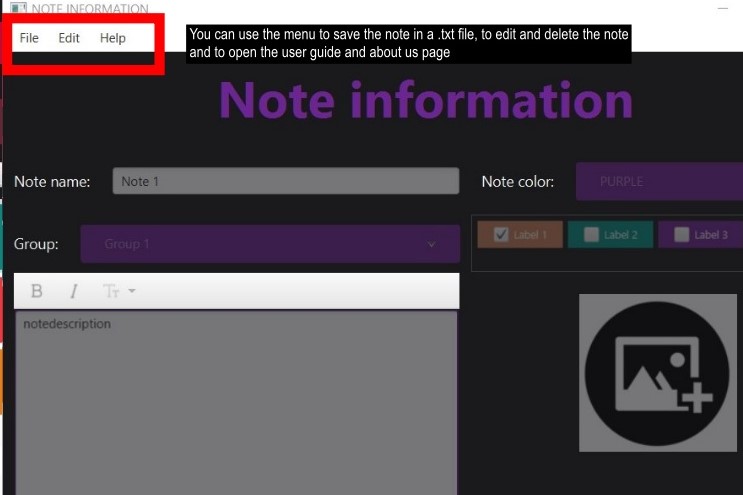 NOTE INFORMATION
File Edit Help
You can use the menu to save the note in a .txt file, to edit and delete the note
and to open the user guide and about us page
Note information
Note name: Note 1
Note color: PURPLE
Group: Group 1
Label 1 Label 2 Label 3
B I Tт
notedescription